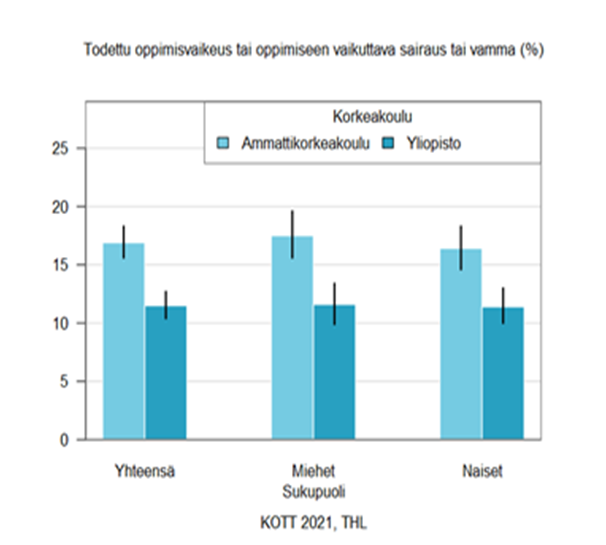 Todettu oppimisvaikeus tai oppimiseen vaikuttava sairaus tai vamma (%)
Korkeakoulu
Ammattikorkeakoulu Yliopisto
25
20
15
10
5
0
Yhteensä Miehet Naiset
Sukupuoli
KOTT 2021, THL